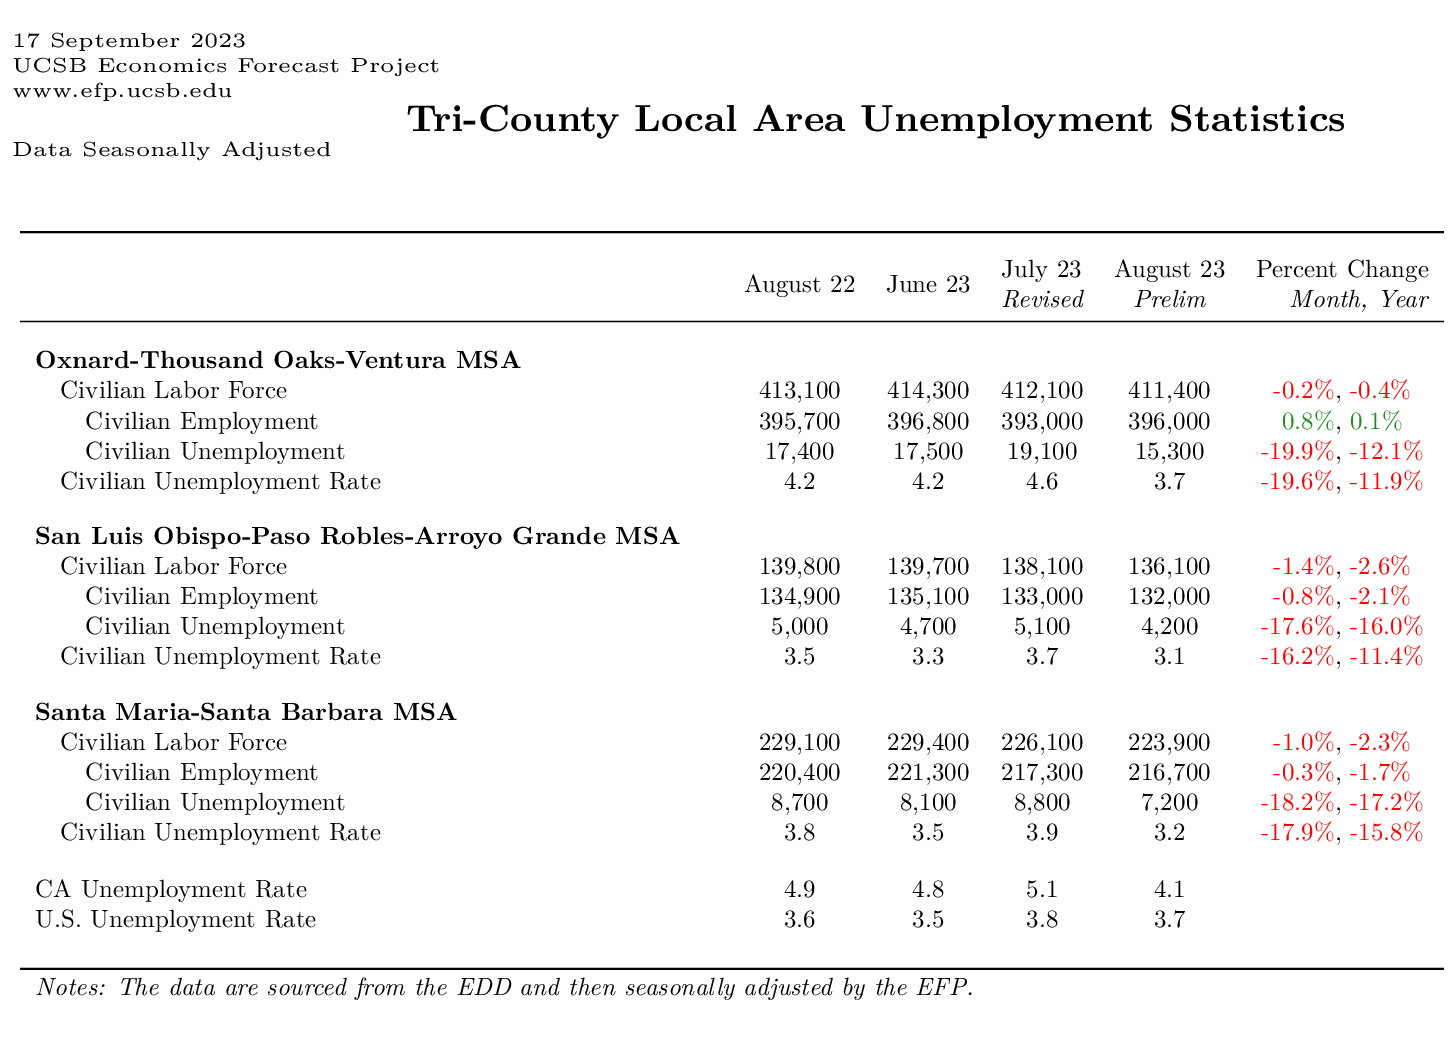 17 September 2023
UCSB Economics Forecast Project
www.efp.ucsb.edu
Tri-County Local Area Unemployment Statistics
Data Seasonally Adjusted
August 22 June 23 July 23 Revised August 23 Prelim Percent Change Month, Year
Oxnard-Thousand Oaks-Ventura MSA
Civilian Labor Force 413,100 414,300 412,100 411,400 -0.2%, -0.4%
Civilian Employment 395,700 396,800 393,000 396,000 0.8%, 0.1%
Civilian Unemployment 17,400 17,500 19,100 15,300 -19.9%, -12.1%
Civilian Unemployment Rate 4.2 4.2 4.6 3.7 -19.6%, -11.9%
San Luis Obispo-Paso Robles-Arroyo Grande MSA
Civilian Labor Force 139,800 139,700 138,100 136,100 -1.4%, -2.6%
Civilian Employment 134,900 135,100 133,000 132,000 -0.8%, -2.1%
Civilian Unemployment 5,000 4,700 5,100 4,200 -17.6%, -16.0%
Civilian Unemployment Rate 3.5 3.3 3.7 3.1 -16.2%, -11.4%
Santa Maria-Santa Barbara MSA
Civilian Labor Force 229,100 229,400 226,100 223,900 -1.0%, -2.3%
Civilian Employment 220,400 221,300 217,300 216,700 -0.3%, -1.7%
Civilian Unemployment 8,700 8,100 8,800 7,200 -18.2%, -17.2%
Civilian Unemployment Rate 3.8 3.5 3.9 3.2 -17.9%, -15.8%
CA Unemployment Rate 4.9 4.8 5.1 4.1
U.S. Unemployment Rate 3.6 3.5 3.8 3.7
Notes: The data are sourced from the EDD and then seasonally adjusted by the EFP.